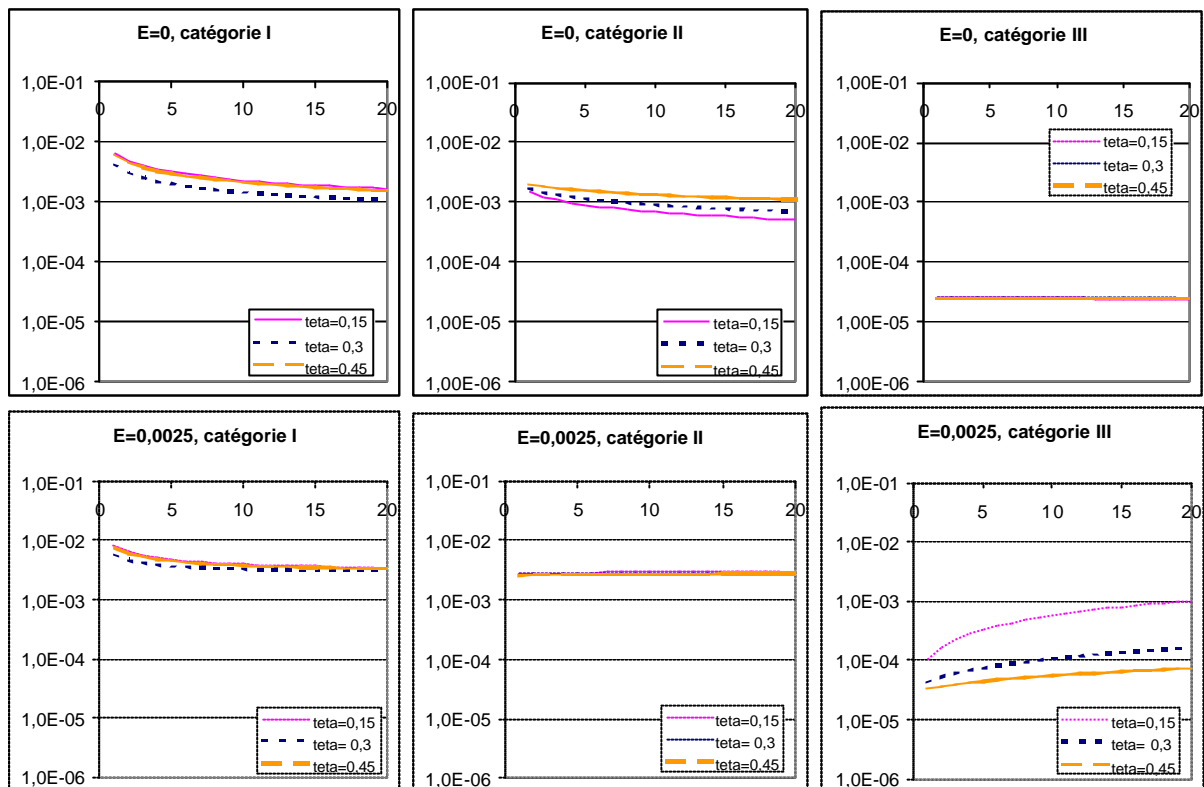 E=0, catégorie I
1,0E-01
0 5 10 15 20
1,0E-02
1,0E-03
1,0E-04
1,0E-05
1,0E-06
teta=0,15
teta= 0,3
teta=0,45
E=0, catégorie II
1,00E-01
0 5 10 15 20
1,00E-02
1,00E-03
1,00E-04
1,00E-05
1,00E-06
teta=0,15
teta= 0,3
teta=0,45
E=0, catégorie III
1,00E-01
0 5 10 15 20
1,00E-02
1,00E-03
1,00E-04
1,00E-05
1,00E-06
teta=0,15
teta= 0,3
teta=0,45
E=0,0025, catégorie I
1,0E-01
0 5 10 15 20
1,0E-02
1,0E-03
1,0E-04
1,0E-05
1,0E-06
teta=0,15
teta= 0,3
teta=0,45
E=0,0025, catégorie II
1,0E-01
0 5 10 15 20
1,0E-02
1,0E-03
1,0E-04
1,0E-05
1,0E-06
teta=0,15
teta= 0,3
teta=0,45
E=0,0025, catégorie III
1,0E-01
0 5 10 15 20
1,0E-02
1,0E-03
1,0E-04
1,0E-05
1,0E-06
teta=0,15
teta= 0,3
teta=0,45